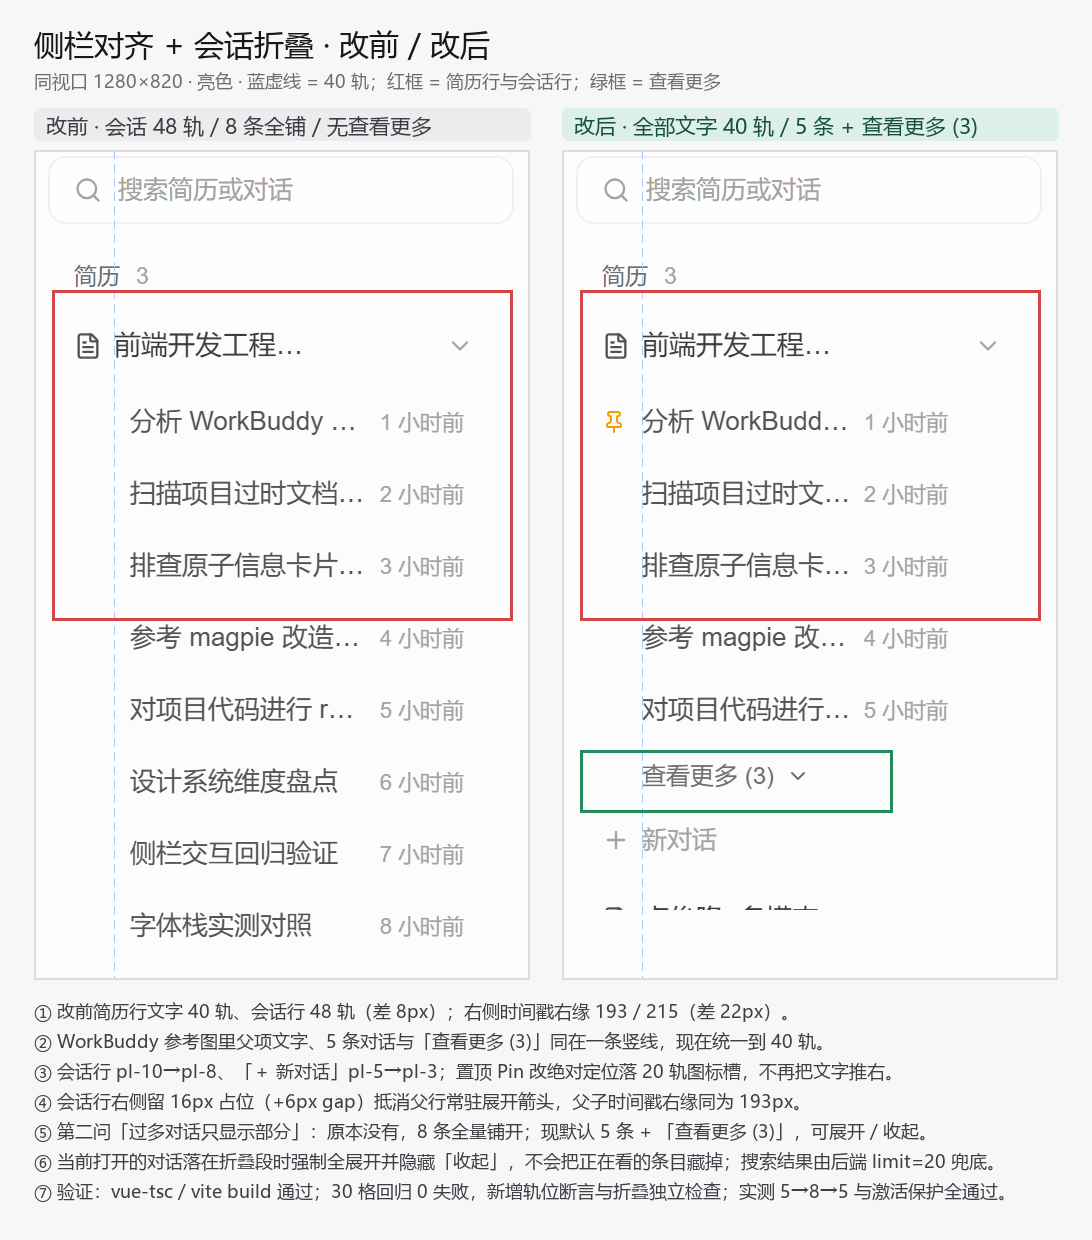 侧栏对齐 + 会话折叠 · 改前 / 改后
同视口 1280×820 · 亮色 · 蓝虚线 = 40 轨；红框 = 简历行与会话行；绿框 = 查看更多
改前 · 会话 48 轨 / 8 条全铺 / 无查看更多
搜索简历或对话
简历 3
前端开发工程...
分析 WorkBuddy ... 1 小时前
扫描项目过时文档... 2 小时前
排查原子信息卡片... 3 小时前
参考 magpie 改造... 4 小时前
对项目代码进行 r... 5 小时前
设计系统维度盘点 6 小时前
侧栏交互回归验证 7 小时前
字体栈实测对照 8 小时前
改后 · 全部文字 40 轨 / 5 条 + 查看更多 (3)
搜索简历或对话
简历 3
前端开发工程...
分析 WorkBudd... 1 小时前
扫描项目过时文... 2 小时前
排查原子信息卡... 3 小时前
参考 magpie 改... 4 小时前
对项目代码进行... 5 小时前
查看更多 (3)
+ 新对话
① 改前简历行文字 40 轨、会话行 48 轨（差 8px）；右侧时间戳右缘 193 / 215（差 22px）。
② WorkBuddy 参考图里父项文字、5 条对话与「查看更多 (3)」同在一条竖线，现在统一到 40 轨。
③ 会话行 pl-10→pl-8、「+ 新对话」pl-5→pl-3；置顶 Pin 改绝对定位落 20 轨图标槽，不再把文字推右。
④ 会话行右侧留 16px 占位（+6px gap）抵消父行常驻展开箭头，父子时间戳右缘同为 193px。
⑤ 第二问「过多对话只显示部分」：原本没有，8 条全量铺开；现默认 5 条 + 「查看更多 (3)」，可展开 / 收起。
⑥ 当前打开的对话落在折叠段时强制全展开并隐藏「收起」，不会把正在看的条目藏掉；搜索结果由后端 limit=20 兜底。
⑦ 验证：vue-tsc / vite build 通过；30 格回归 0 失败，新增轨位断言与折叠独立检查；实测 5→8→5 与激活保护全通过。